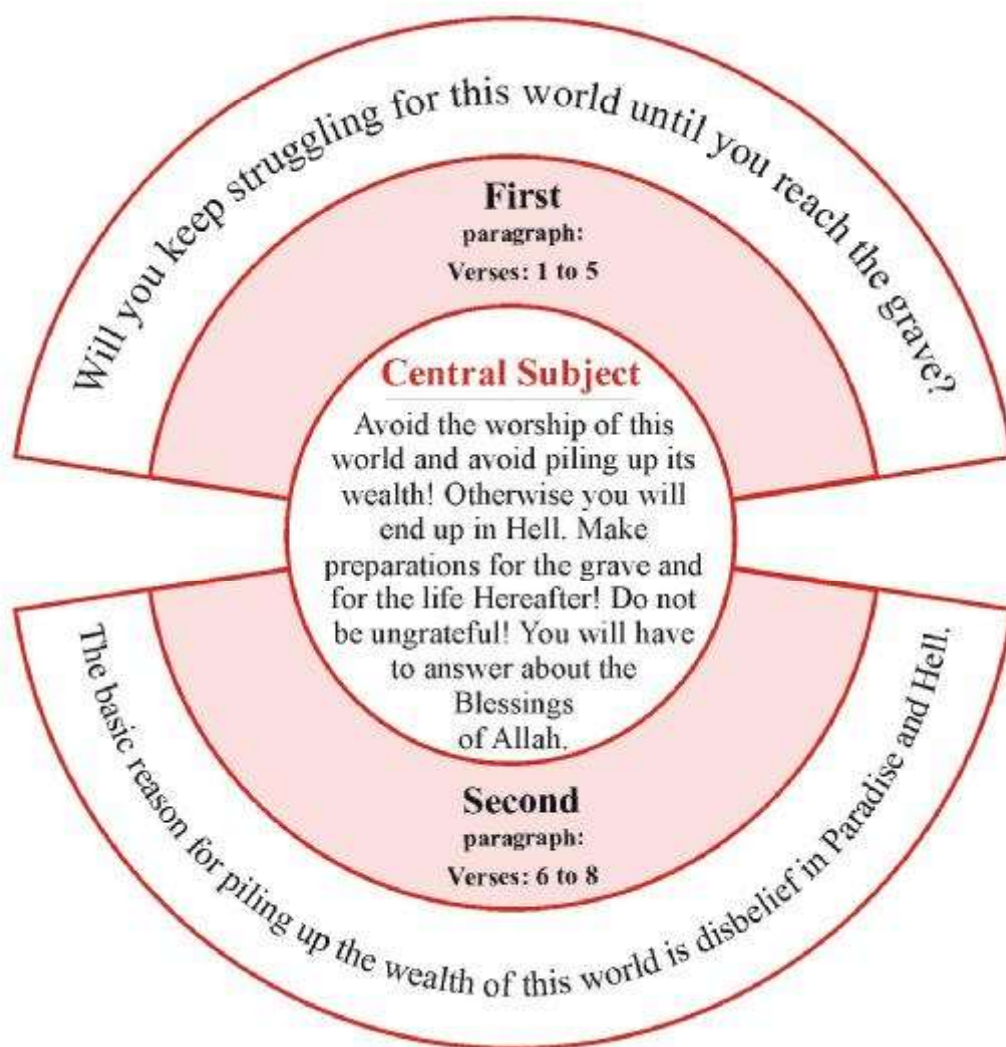 Will you keep struggling for this world until you reach the grave?
First
paragraph:
Verses: 1 to 5
Central Subject
Avoid the worship of this
world and avoid piling up its
wealth! Otherwise you will
end up in Hell. Make
preparations for the grave and
for the life Hereafter! Do not
be ungrateful! You will have
to answer about the
Blessings
of Allah.
Second
paragraph:
Verses: 6 to 8
The basic reason for piling up the wealth of this world is disbelief in Paradise and Hell.